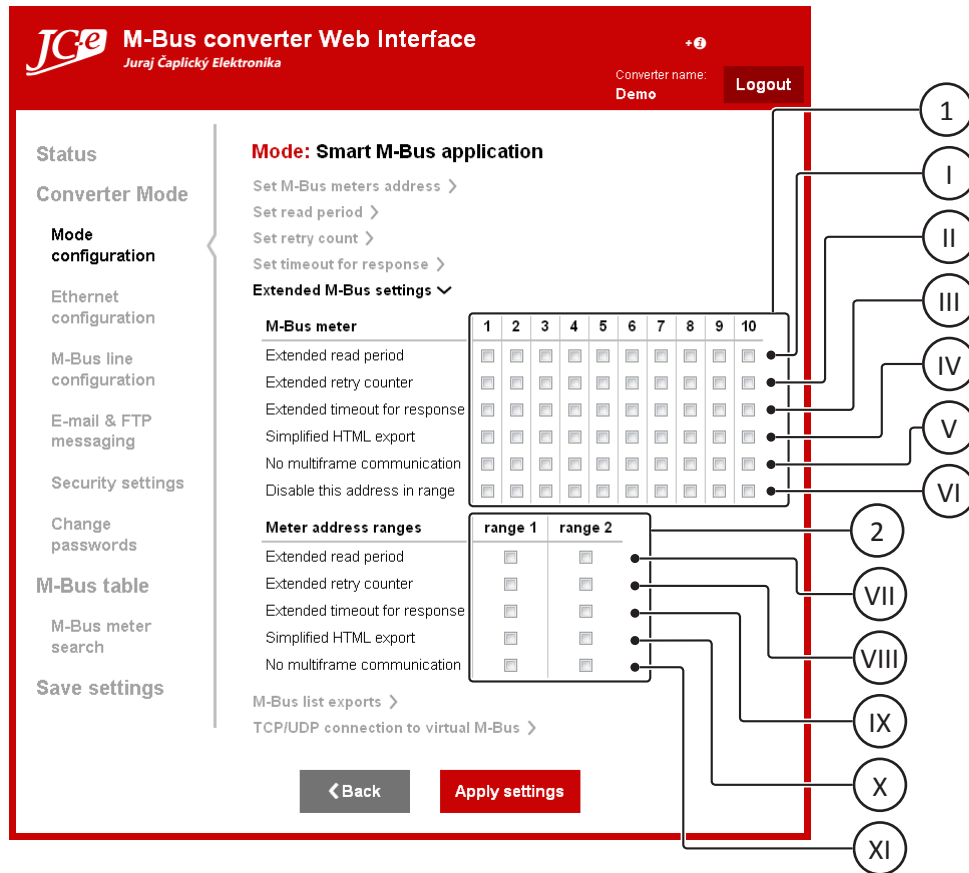 JC-e M-Bus converter Web Interface
Juraj Čaplický Elektronika
+i
Converter name:
Demo
Logout
Status
Converter Mode
Mode
configuration
Ethernet
configuration
M-Bus line
configuration
E-mail & FTP
messaging
Security settings
Change
passwords
M-Bus table
M-Bus meter
search
Save settings
Mode: Smart M-Bus application
Set M-Bus meters address >
Set read period >
Set retry count >
Set timeout for response >
Extended M-Bus settings
M-Bus meter 1 2 3 4 5 6 7 8 9 10
Extended read period
Extended retry counter
Extended timeout for response
Simplified HTML export
No multiframe communication
Disable this address in range
Meter address ranges range 1 range 2
Extended read period
Extended retry counter
Extended timeout for response
Simplified HTML export
No multiframe communication
M-Bus list exports >
TCP/UDP connection to virtual M-Bus >
Back
Apply settings
1
I
II
III
IV
V
VI
2
VII
VIII
IX
X
XI